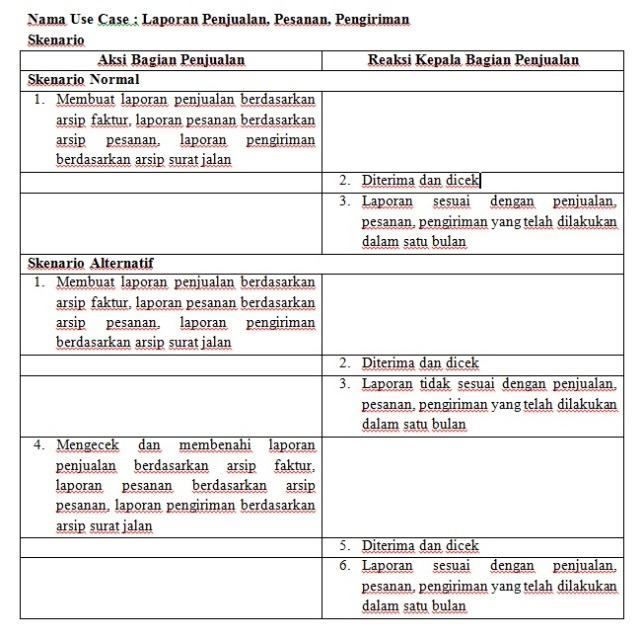 Nama Use Case : Laporan Penjualan, Pesanan, Pengiriman
Skenario
Aksi Bagian Penjualan
Reaksi Kepala Bagian Penjualan
Skenario Normal
1. Membuat laporan penjualan berdasarkan
arsip faktur, laporan pesanan berdasarkan
arsip pesanan, laporan pengiriman
berdasarkan arsip surat jalan
2. Diterima dan dicek
3. Laporan sesuai dengan penjualan,
pesanan, pengiriman yang telah dilakukan
dalam satu bulan
Skenario Alternatif
1. Membuat laporan penjualan berdasarkan
arsip faktur, laporan pesanan berdasarkan
arsip pesanan, laporan pengiriman
berdasarkan arsip surat jalan
2. Diterima dan dicek
3. Laporan tidak sesuai dengan penjualan,
pesanan, pengiriman yang telah dilakukan
dalam satu bulan
4. Mengecek dan membenahi laporan
penjualan berdasarkan arsip faktur,
laporan pesanan berdasarkan arsip
pesanan, laporan pengiriman berdasarkan
arsip surat jalan
5. Diterima dan dicek
6. Laporan sesuai dengan penjualan,
pesanan, pengiriman yang telah dilakukan
dalam satu bulan